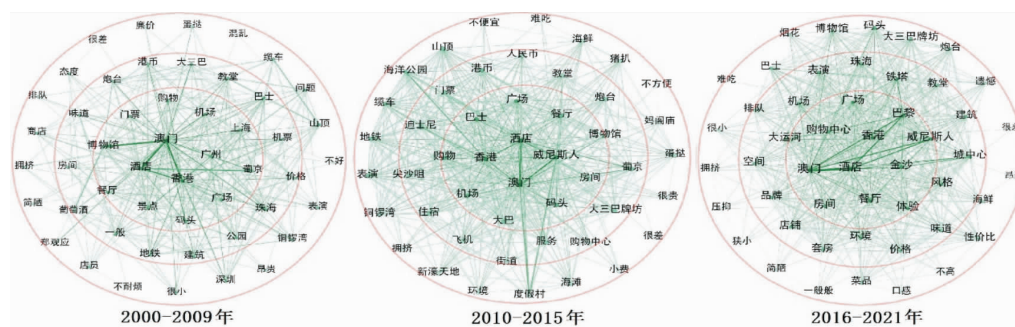 廉价
蛋挞
很差
混乱
港币
大三巴
缆车
态度
炮台
教堂
问题
排队
购物
巴士
味道
门票
机场
山顶
商店
上海
机票
博物馆
澳门
广州
不好
拥挤
房间
酒店
香港
葡京
价格
简陋
餐厅
广场
表演
葡萄酒
景点
码头
珠海
郑观应
一般
公园
铜锣湾
店员
地铁
建筑
不耐烦
深圳
昂贵
很小
2000-2009年
难吃
不便宜
海鲜
山顶
人民币
猪扒
海洋公园
港币
教堂
门票
不方便
缆车
广场
炮台
巴士
餐厅
妈阁庙
地铁
迪士尼
酒店
博物馆
购物
香港
威尼斯人
蛋挞
表演
尖沙咀
葡京
澳门
房间
机场
很贵
铜锣湾
住宿
码头
大三巴牌坊
大巴
拥挤
飞机
服务
购物中心
很差
街道
新濠天地
小费
环境
度假村
海滩
2010-2015年
码头
博物馆
烟花
大三巴牌坊
珠海
炮台
巴士
表演
铁塔
难吃
机场
教堂
遗憾
广场
排队
巴黎
建筑
很小
大运河
购物中心
香港
威尼斯人
空间
城中心
拥挤
澳门
酒店
金沙
风格
品牌
房间
餐厅
体验
海鲜
压抑
店铺
味道
环境
性价比
狭小
套房
价格
简陋
菜品
不高
一般般
口感
2016-2021年